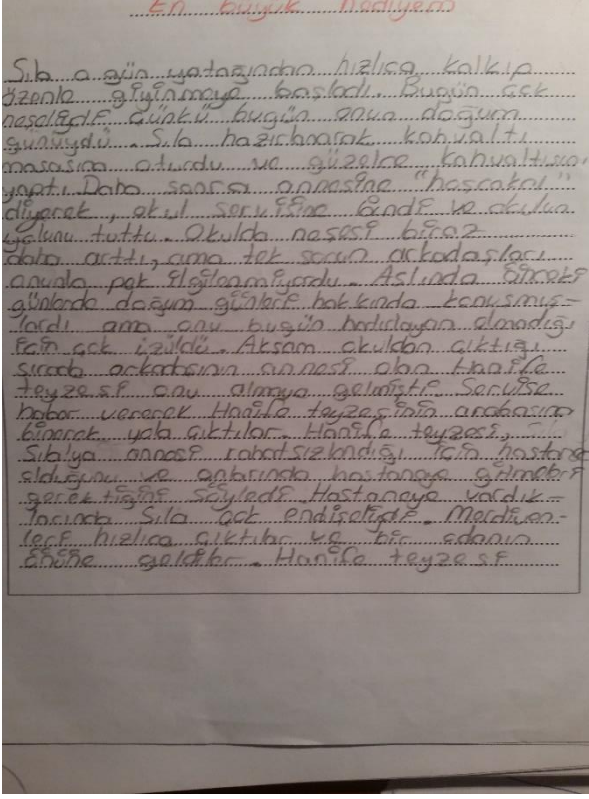 En büyük hediyem
Sıla o gün yatağından hızlıca kalkıp
özenle giyinmeye başladı. Bugün çok
neşeliydi çünkü bugün onun doğum
günüydü. Sıla hazırlanarak kahvaltı
masasına oturdu ve güzelce kahvaltısını
yaptı. Daha sonra annesine "hoşcakal"
diyerek, okul servisine bindi ve okulun
yolunu tuttu. Okulda neşesi biraz
daha arttı, ama tek sorun arkadaşları
onunla pek ilgilenmiyordu. Aslında önceki
günlerde doğum günleri hakkında konuşmuş-
lardı ama onu bugün hatırlayan olmadığı
için çok üzüldü. Akşam okuldan çıktığı
sırada arkadaşının annesi olan Hanife
teyzesi onu almaya gelmişti. Servise
haber vererek Hanife teyzesinin arabasına
binerek yola çıktılar. Hanife teyzesi,
Sıla'ya annesi rahatsızlandığı için hastane
olduğunu ve onlarında hastaneye gitmeleri
gerektiğini söyledi. Hastaneye vardık-
larında Sıla çok endişeliydi. Merdiven-
leri hızlıca çıktılar ve bir odanın
önüne geldiler. Hanife teyzesi